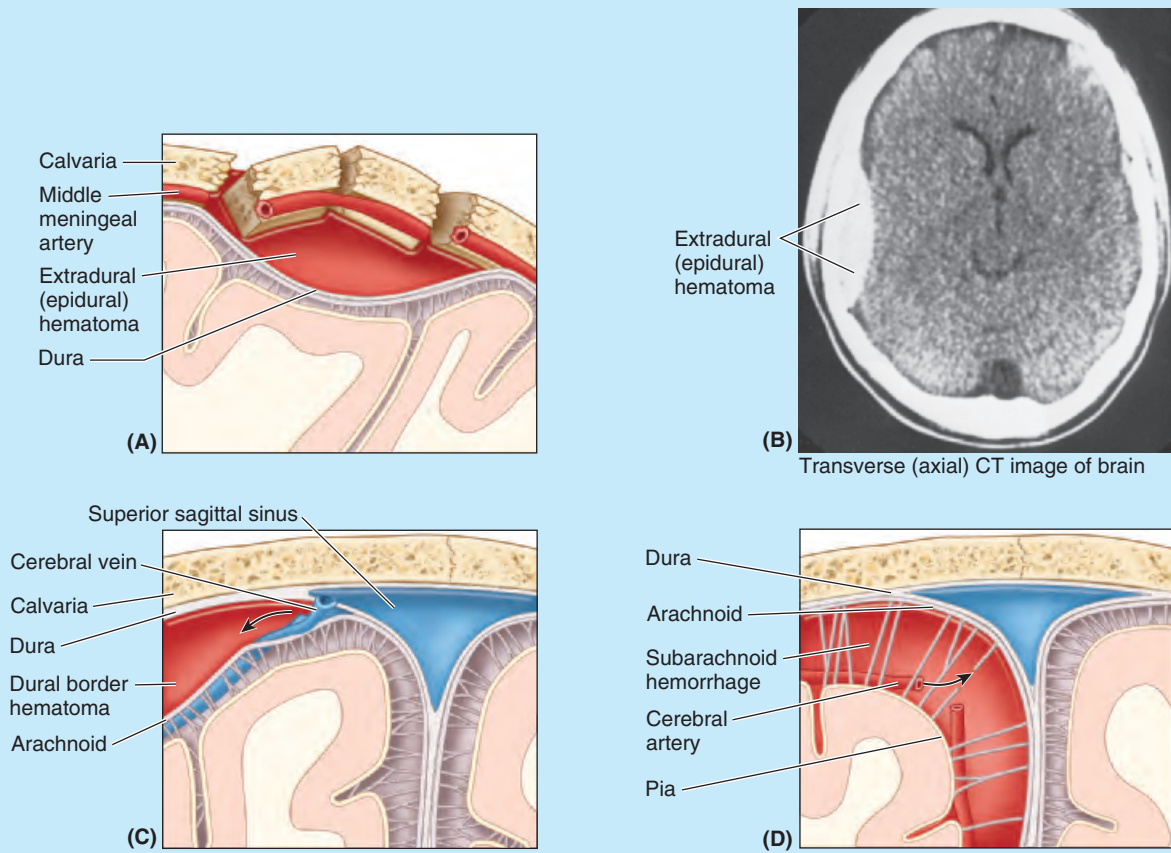 Calvaria
Middle
meningeal
artery
Extradural
(epidural)
hematoma
Dura
(A)
Extradural
(epidural)
hematoma
(B)
Transverse (axial) CT image of brain
Superior sagittal sinus
Cerebral vein
Calvaria
Dura
Dural border
hematoma
Arachnoid
(C)
Dura
Arachnoid
Subarachnoid
hemorrhage
Cerebral
artery
Pia
(D)